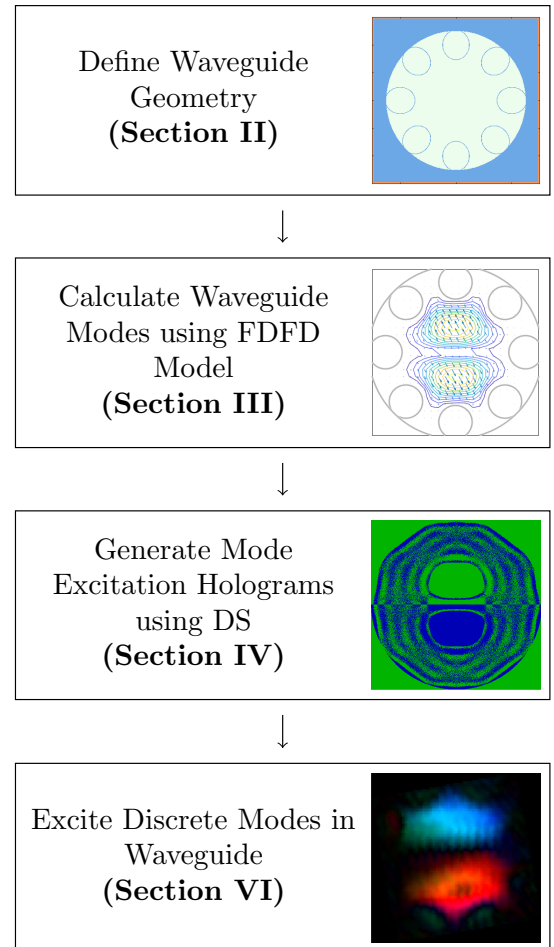 Define Waveguide
Geometry
(Section II)
↓
Calculate Waveguide
Modes using FDFD
Model
(Section III)
↓
Generate Mode
Excitation Holograms
using DS
(Section IV)
↓
Excite Discrete Modes in
Waveguide
(Section VI)